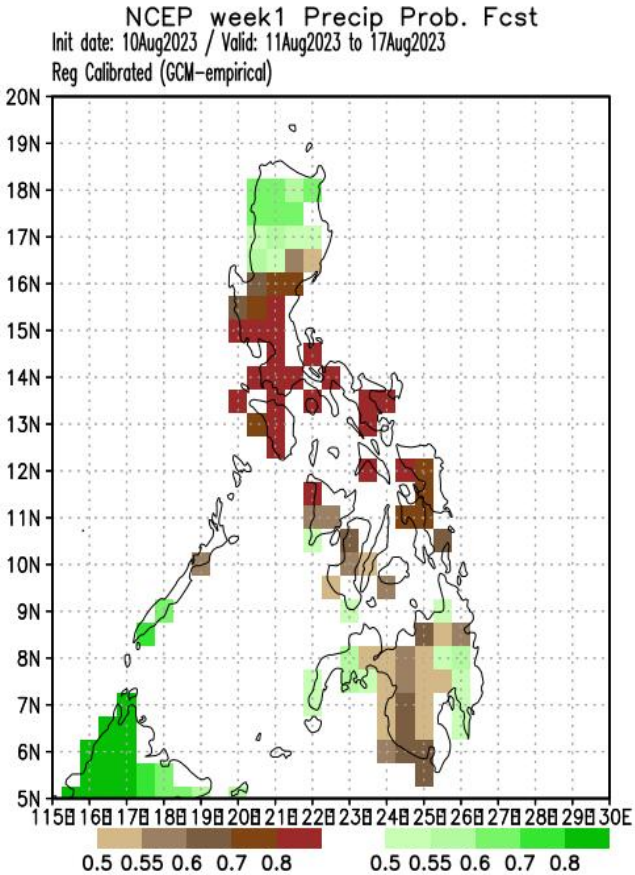 NCEP week1 Precip Prob. Fcst
Init date: 10Aug2023 / Valid: 11Aug2023 to 17Aug2023
Reg Calibrated (GCM-empirical)
20N
19N
18N
17N
16N
15N
14N
13N
12N
11N
10N
9N
8N
7N
6N
5N
115E 116E 117E 118E 119E 120E 121E 122E 123E 124E 125E 126E 127E 128E 129E 130E
0.5 0.55 0.6 0.7 0.8 0.5 0.55 0.6 0.7 0.8